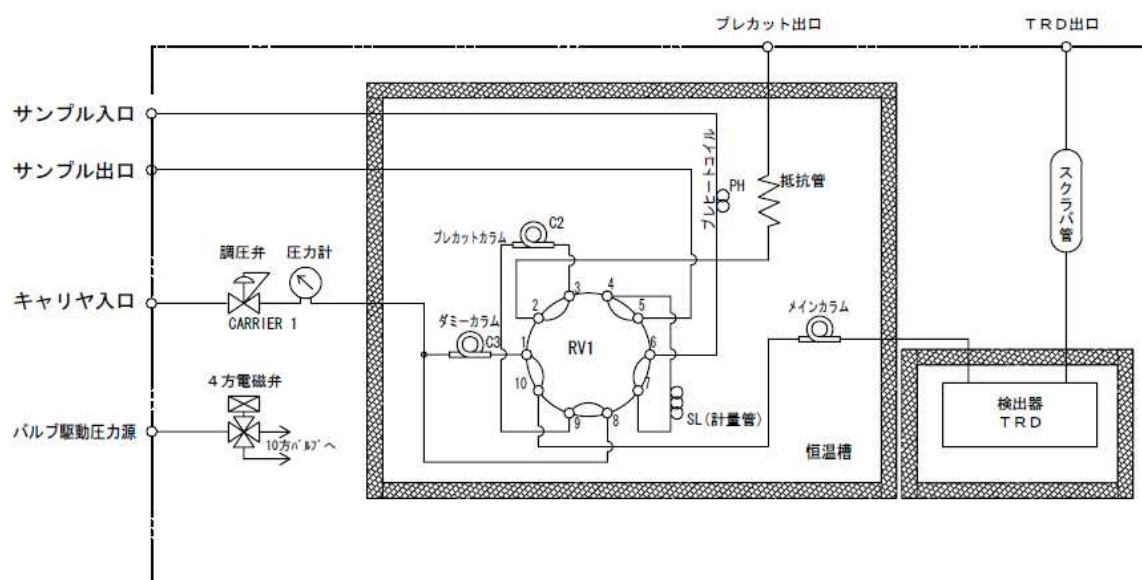 プレカット出口
TRD出口
サンプル入口
サンプル出口
プレヒートコイル
PH
抵抗管
スクラバ管
C2
プレカットカラム
調圧弁
圧力計
キャリヤ入口
CARRIER 1
ダミーカラム
C3
メインカラム
1
2
3
4
5
6
7
8
9
10
RV1
4方電磁弁
SL(計量管)
検出器
TRD
バルブ駆動圧力源
10方バルブへ
恒温槽